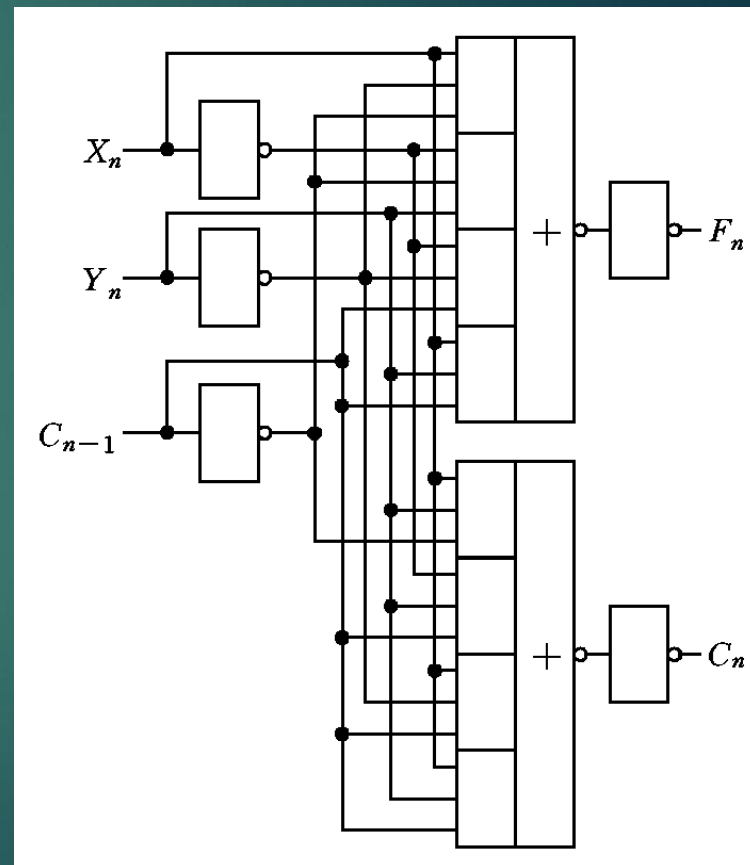 Xₙ
+
Fₙ
Yₙ
Cₙ₋₁
+
Cₙ